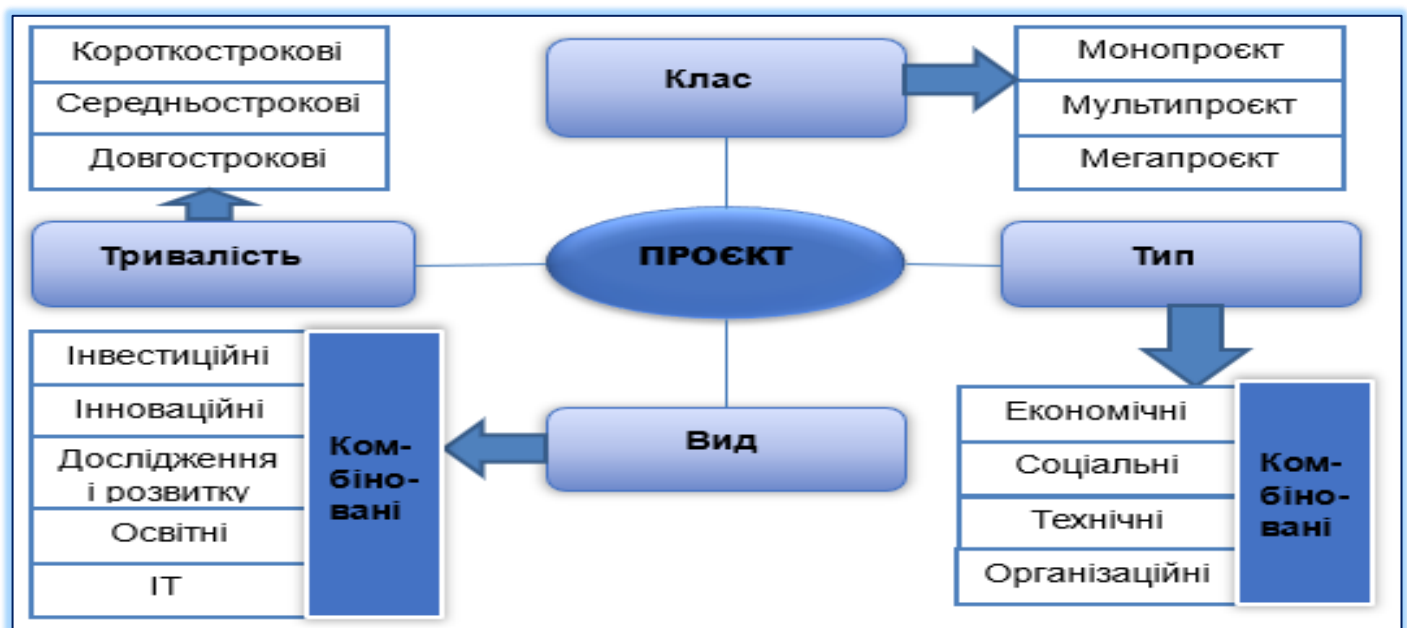 Короткострокові
Середньострокові
Довгострокові
Клас
Монопроєкт
Мультипроєкт
Мегапроєкт
Тривалість
ПРОЄКТ
Тип
Інвестиційні
Інноваційні
Дослідження
і розвитку
Освітні
ІТ
Ком-
біно-
вані
Вид
Економічні
Соціальні
Технічні
Організаційні
Ком-
біно-
вані